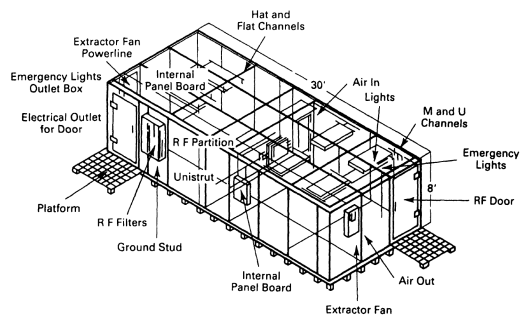 Hat and
Flat Channels
Extractor Fan
Powerline
Internal
Panel Board
30'
Air In
Lights
Emergency Lights
Outlet Box
M and U
Channels
Electrical Outlet
for Door
R F Partition
Emergency
Lights
Unistrut
8'
RF Door
Platform
R F Filters
Ground Stud
Internal
Panel Board
Air Out
Extractor Fan